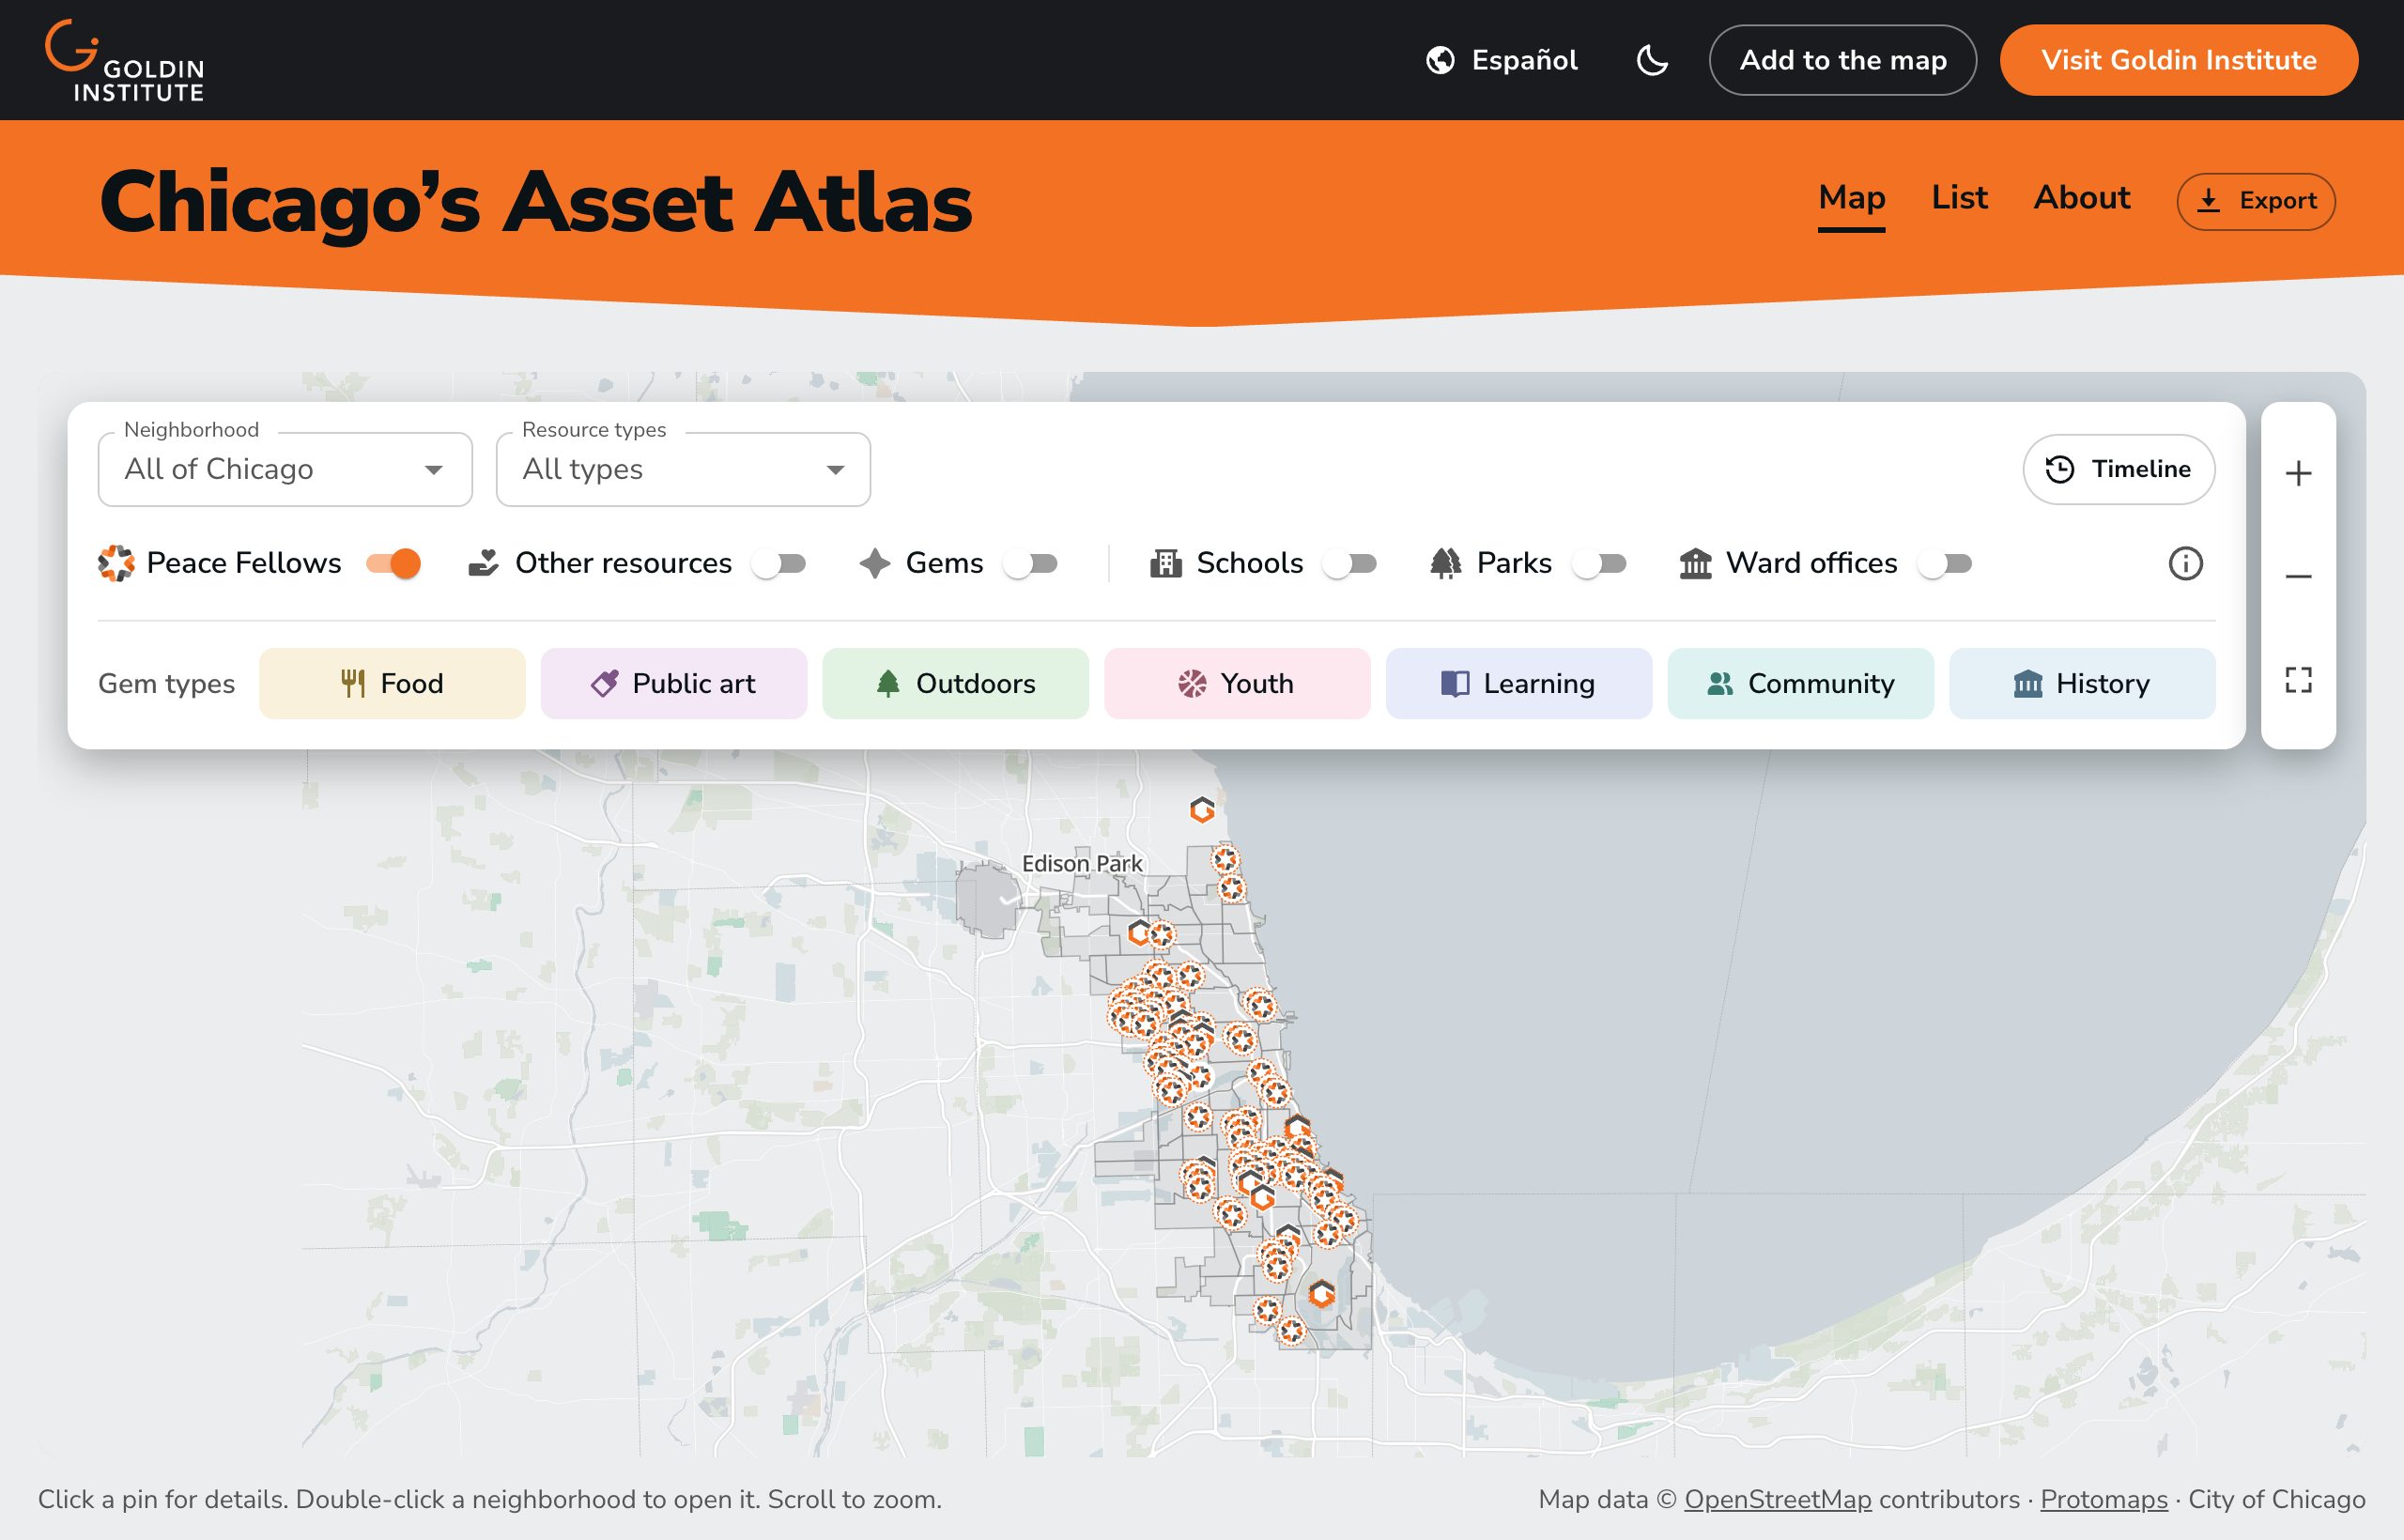 GOLDIN
INSTITUTE
Español
Add to the map
Visit Goldin Institute
Chicago’s Asset Atlas
Map
List
About
Export
Neighborhood
All of Chicago
Resource types
All types
Timeline
Peace Fellows
Other resources
Gems
Schools
Parks
Ward offices
Gem types
Food
Public art
Outdoors
Youth
Learning
Community
History
Edison Park
Click a pin for details. Double-click a neighborhood to open it. Scroll to zoom.
Map data © OpenStreetMap contributors · Protomaps · City of Chicago